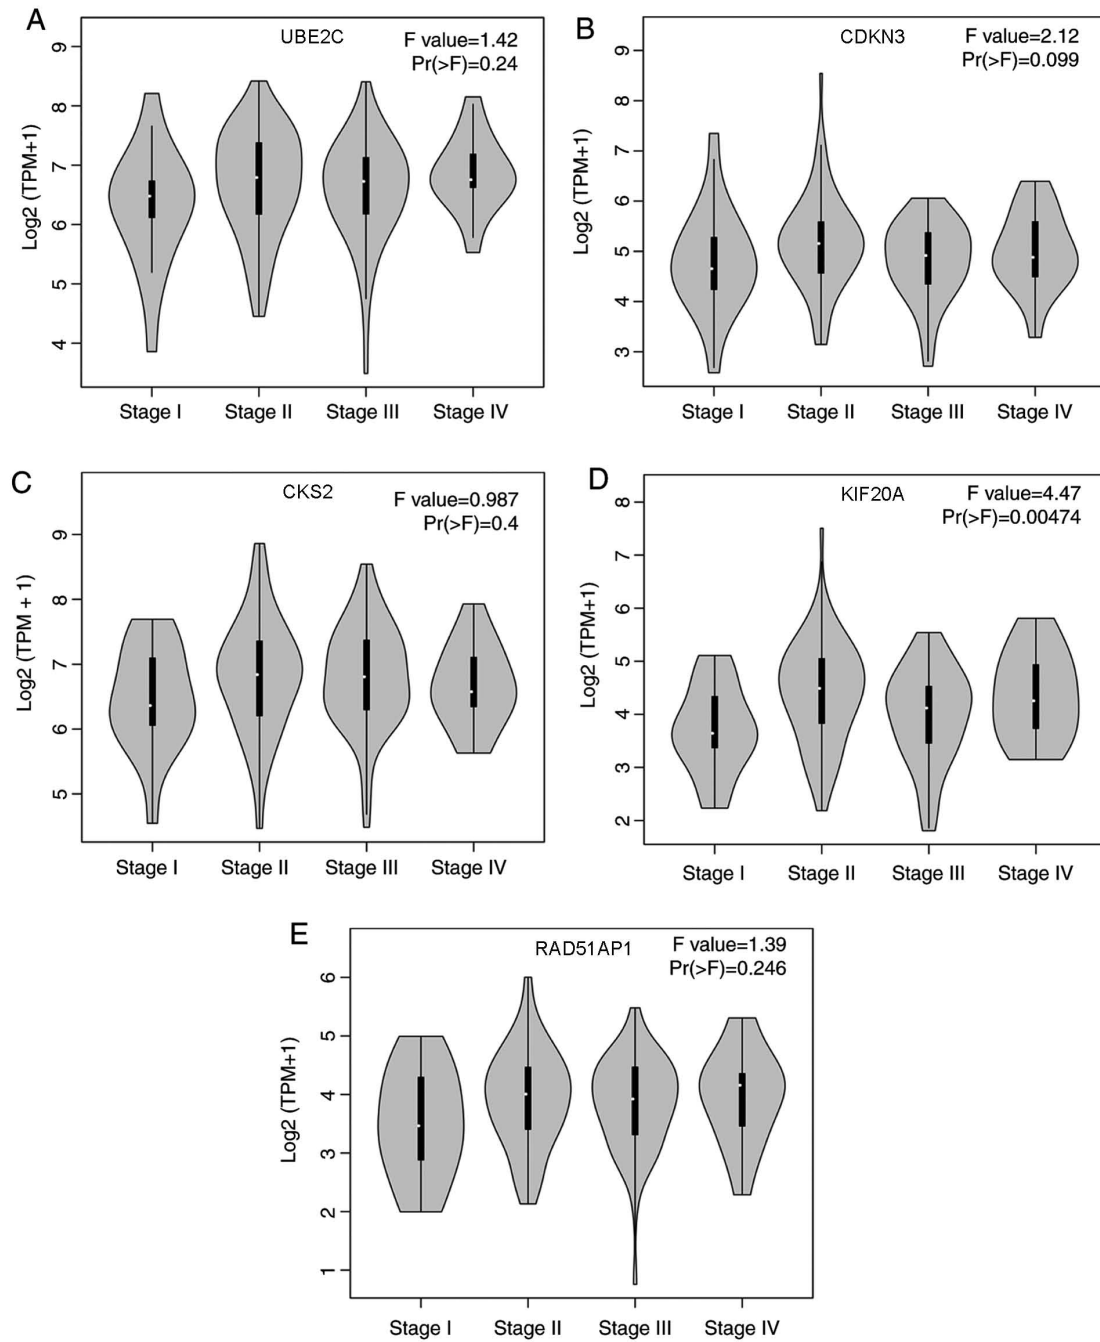 A
UBE2C
F value=1.42
Pr(>F)=0.24
Log2 (TPM+1)
9
8
7
6
5
4
Stage I
Stage II
Stage III
Stage IV
B
CDKN3
F value=2.12
Pr(>F)=0.099
Log2 (TPM+1)
9
8
7
6
5
4
3
Stage I
Stage II
Stage III
Stage IV
C
CKS2
F value=0.987
Pr(>F)=0.4
Log2 (TPM + 1)
9
8
7
6
5
Stage I
Stage II
Stage III
Stage IV
D
KIF20A
F value=4.47
Pr(>F)=0.00474
Log2 (TPM+1)
8
7
6
5
4
3
2
Stage I
Stage II
Stage III
Stage IV
E
RAD51AP1
F value=1.39
Pr(>F)=0.246
Log2 (TPM+1)
6
5
4
3
2
1
Stage I
Stage II
Stage III
Stage IV